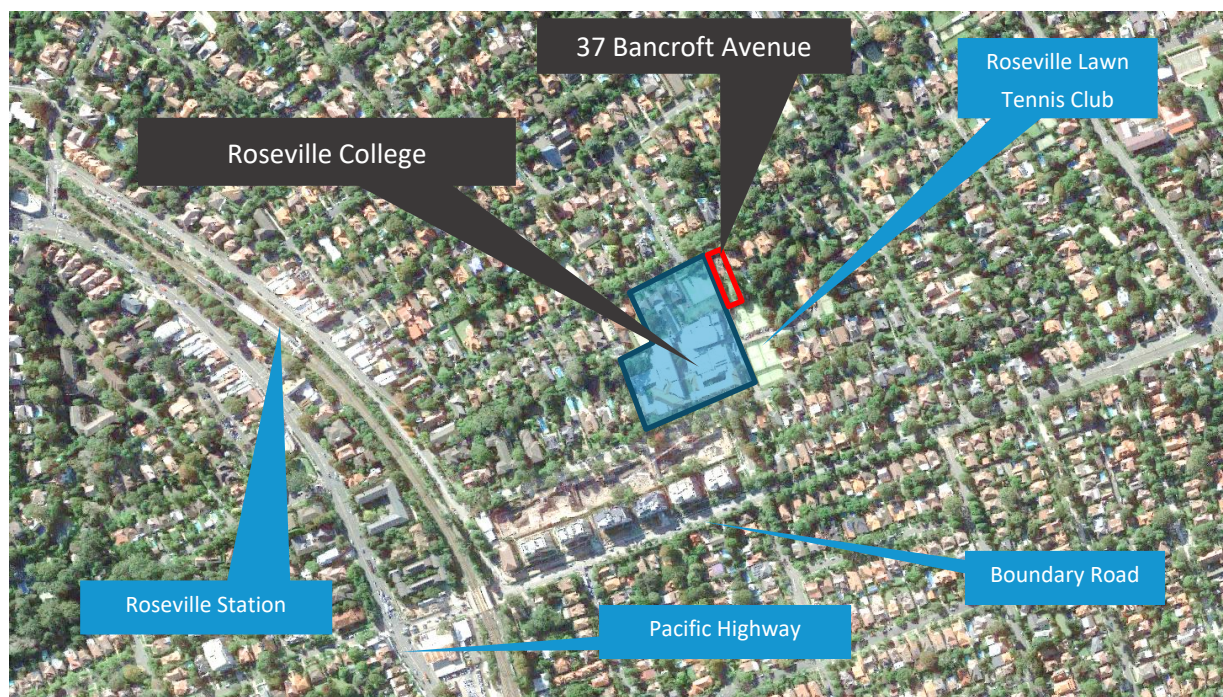 37 Bancroft Avenue
Roseville Lawn
Tennis Club
Roseville College
Roseville Station
Boundary Road
Pacific Highway